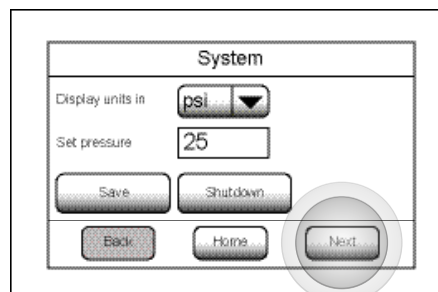 System
Display units in psi
Set pressure 25
Save Shutdown
Back Home Next